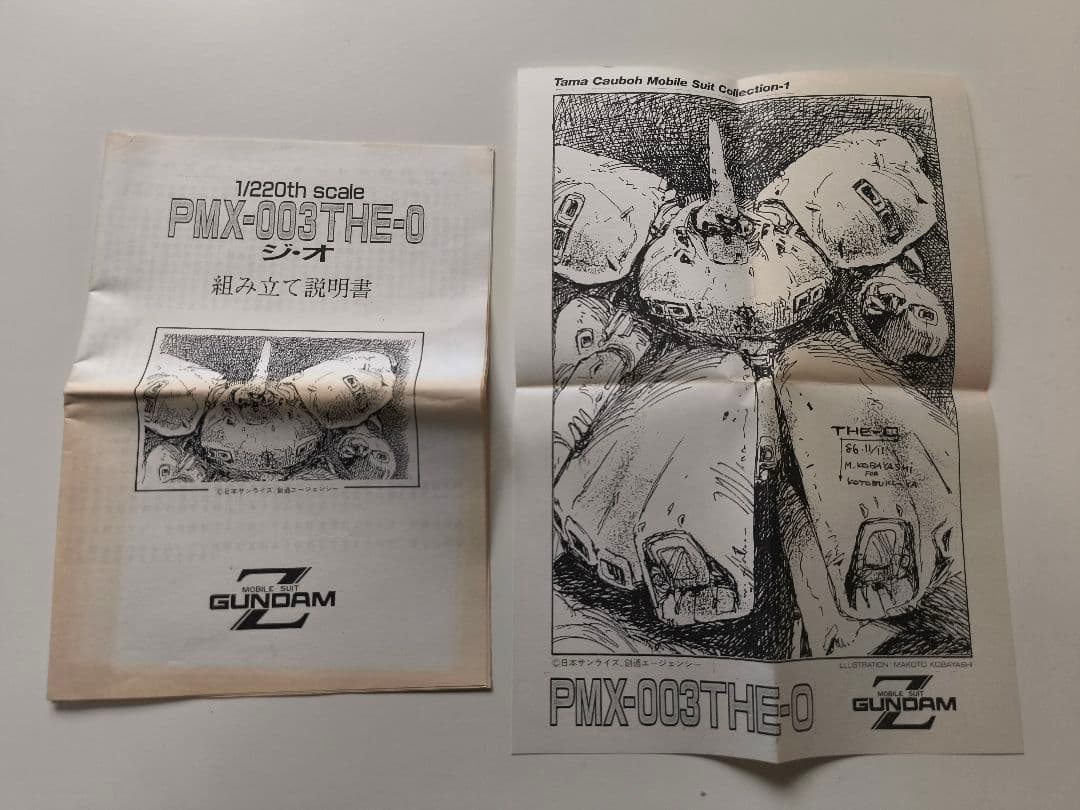 1/220th scale
PMX-003THE-O
ジ・オ
組み立て説明書
©日本サンライズ、創通エージェンシー
MOBILE SUIT
Z GUNDAM
Tama Cauboh Mobile Suit Collection-1
THE-O
86.11/11
M.KOBAYASHI
FOR
KOTOBUKI-YA
©日本サンライズ、創通エージェンシー
ILLUSTRATION : MAKOTO KOBAYASHI
PMX-003THE-O
MOBILE SUIT
Z GUNDAM